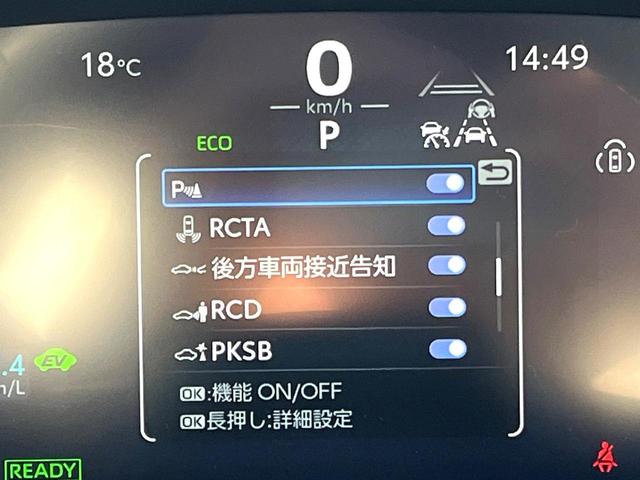 18℃
0
14:49
km/h
ECO
P
P
RCTA
後方車両接近告知
RCD
PKSB
.4
EV
OK:機能 ON/OFF
OK長押し:詳細設定
READY